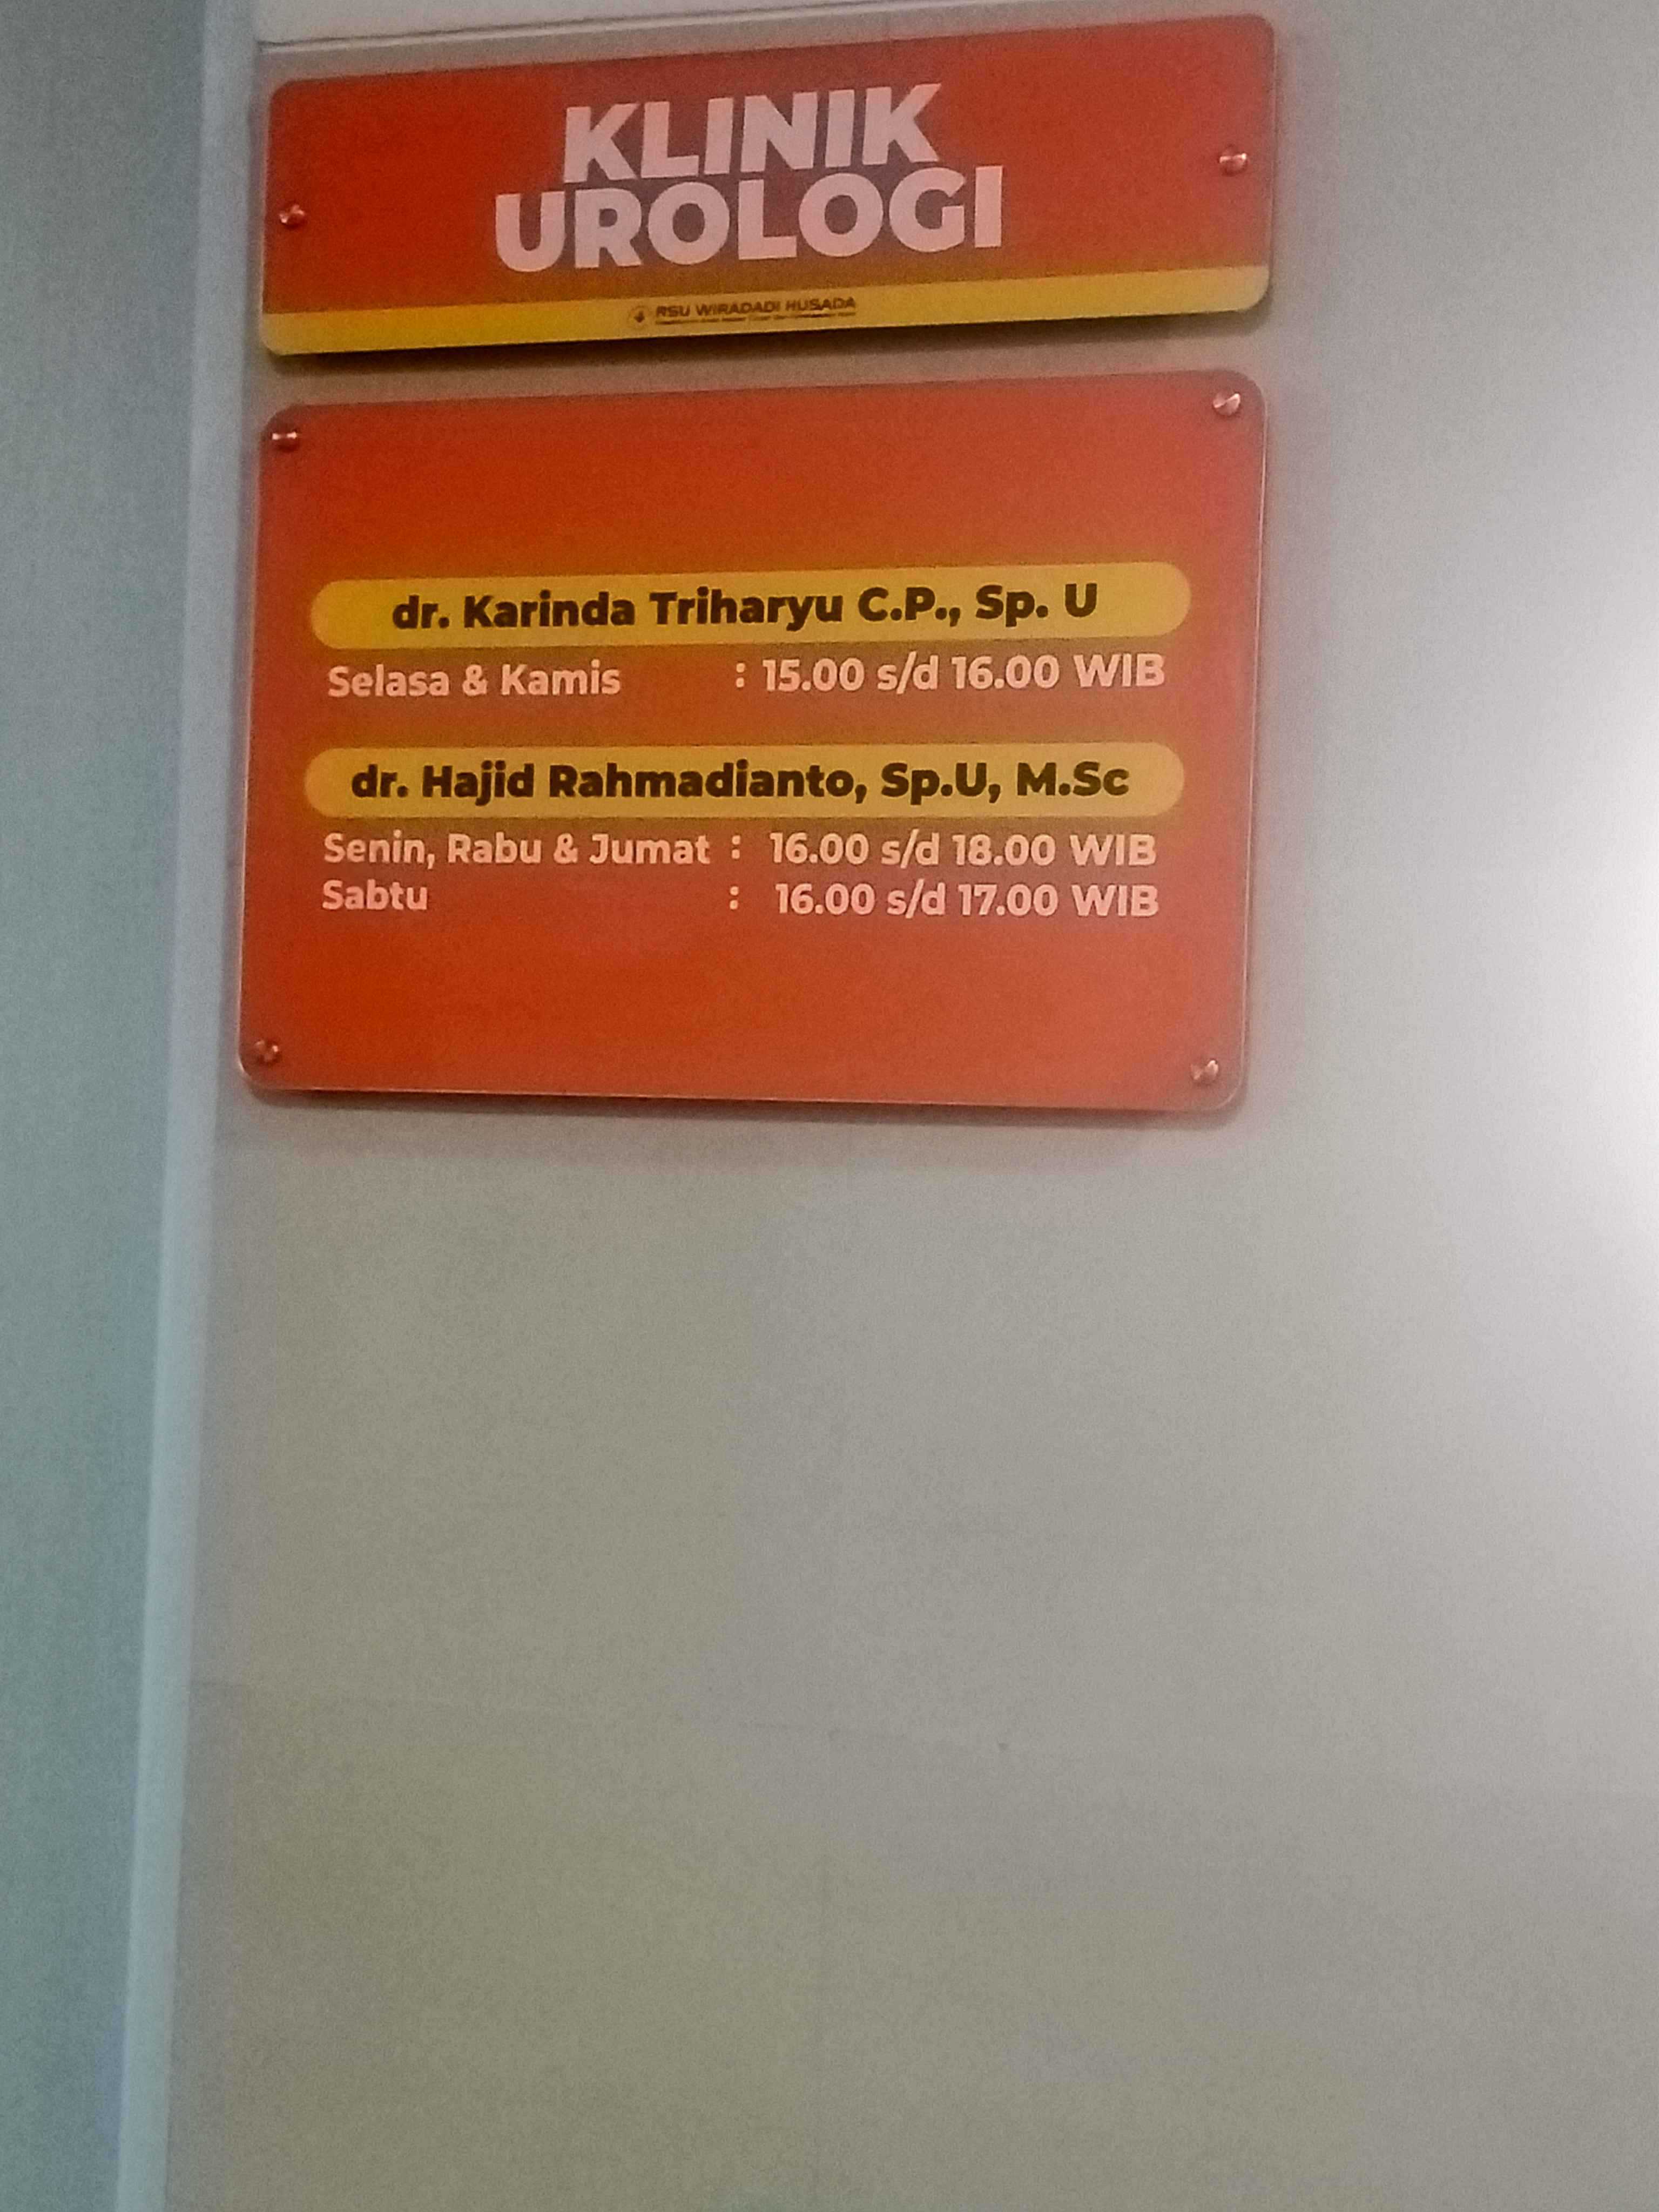 KLINIK
UROLOGI
RSU WIRADADI HUSADA
dr. Karinda Triharyu C.P., Sp. U
Selasa & Kamis : 15.00 s/d 16.00 WIB
dr. Hajid Rahmadianto, Sp.U, M.Sc
Senin, Rabu & Jumat : 16.00 s/d 18.00 WIB
Sabtu : 16.00 s/d 17.00 WIB